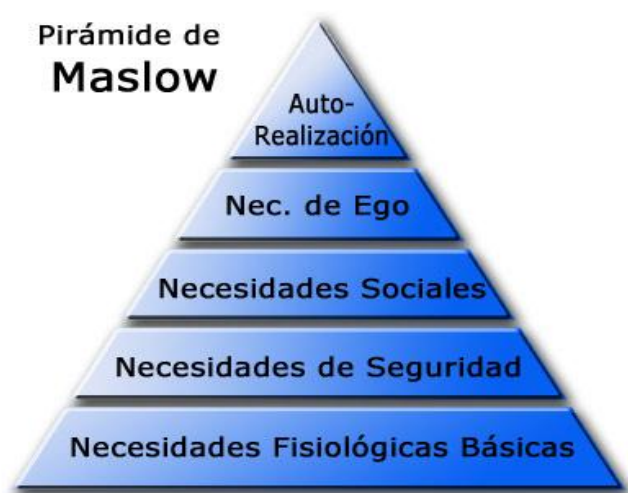 Pirámide de
Maslow
Auto-
Realización
Nec. de Ego
Necesidades Sociales
Necesidades de Seguridad
Necesidades Fisiológicas Básicas